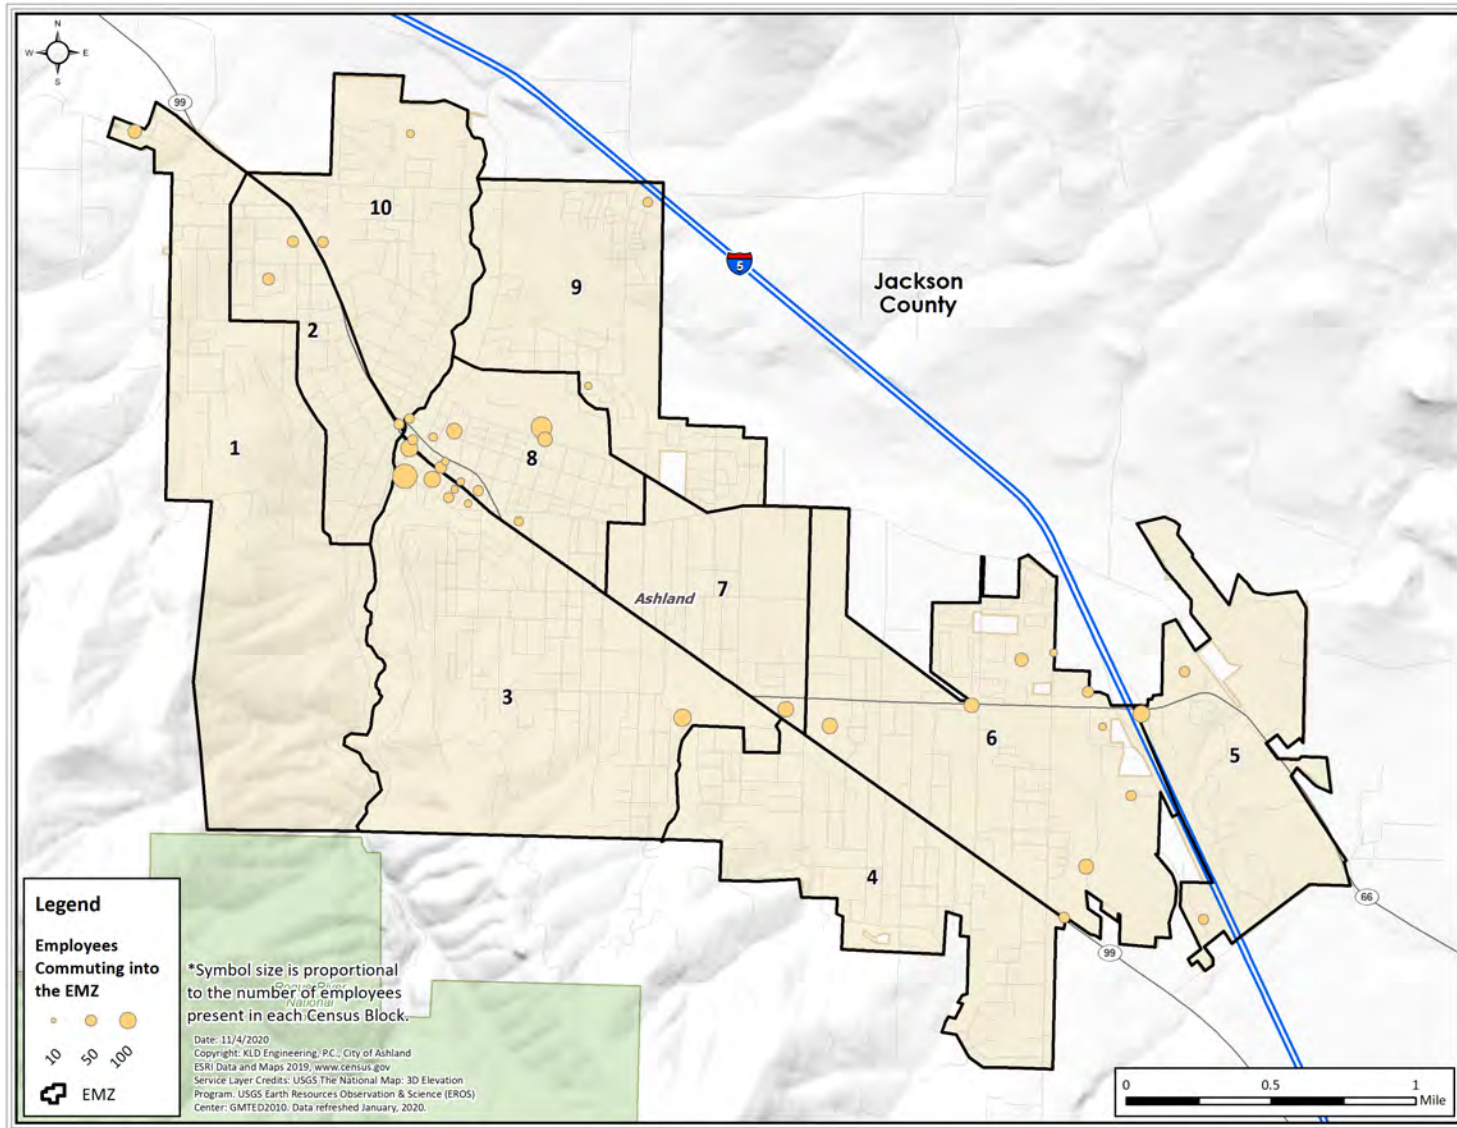 N
W
E
S
99
10
9
5
Jackson
County
2
1
8
7
Ashland
3
6
5
4
66
99
Legend
Employees
Commuting into
the EMZ
10
50
100
EMZ
*Symbol size is proportional
to the number of employees
present in each Census Block.
Rogue River
National
Date: 11/4/2020
Copyright: KLD Engineering, P.C., City of Ashland
ESRI Data and Maps 2019, www.census.gov
Service Layer Credits: USGS The National Map: 3D Elevation
Program. USGS Earth Resources Observation & Science (EROS)
Center: GMTED2010. Data refreshed January, 2020.
0
0.5
1
Mile